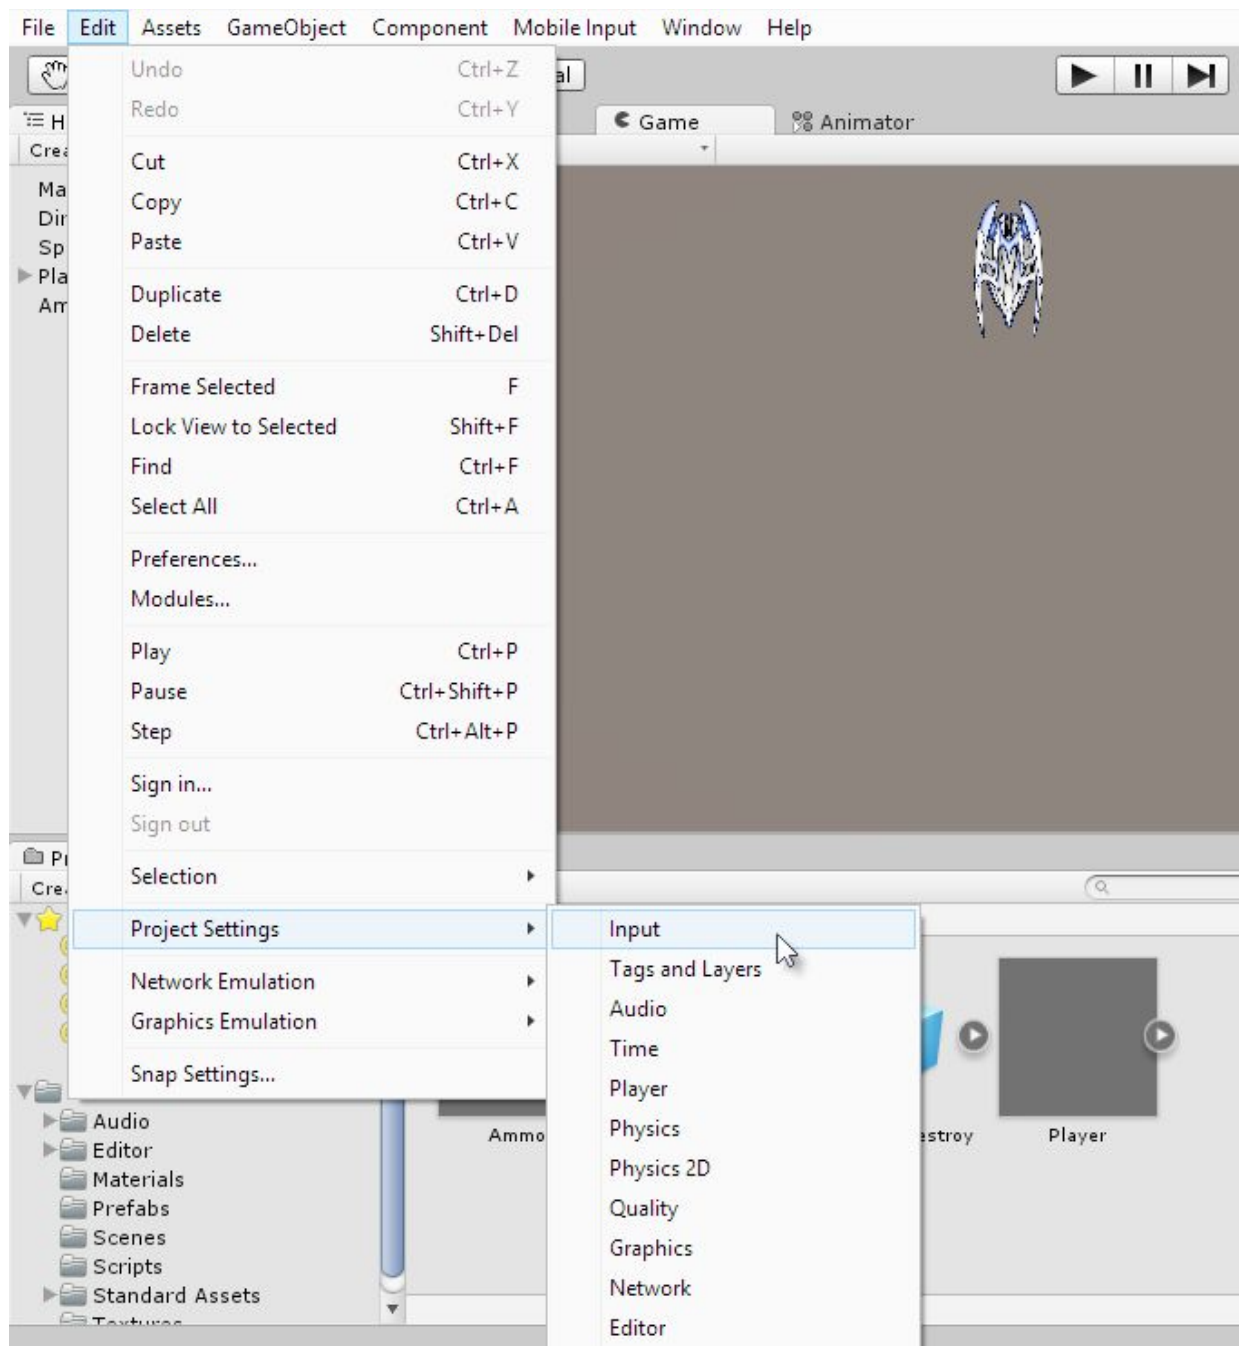 File Edit Assets GameObject Component Mobile Input Window Help
Undo Ctrl+Z
Redo Ctrl+Y
Game Animator
Cut Ctrl+X
Copy Ctrl+C
Paste Ctrl+V
Duplicate Ctrl+D
Delete Shift+Del
Frame Selected F
Lock View to Selected Shift+F
Find Ctrl+F
Select All Ctrl+A
Preferences...
Modules...
Play Ctrl+P
Pause Ctrl+Shift+P
Step Ctrl+Alt+P
Sign in...
Sign out
Selection
Project Settings
Network Emulation
Graphics Emulation
Snap Settings...
Input
Tags and Layers
Audio
Time
Player
Physics
Physics 2D
Quality
Graphics
Network
Editor
Audio
Editor
Materials
Prefabs
Scenes
Scripts
Standard Assets
Textures
Ammo
estroy
Player